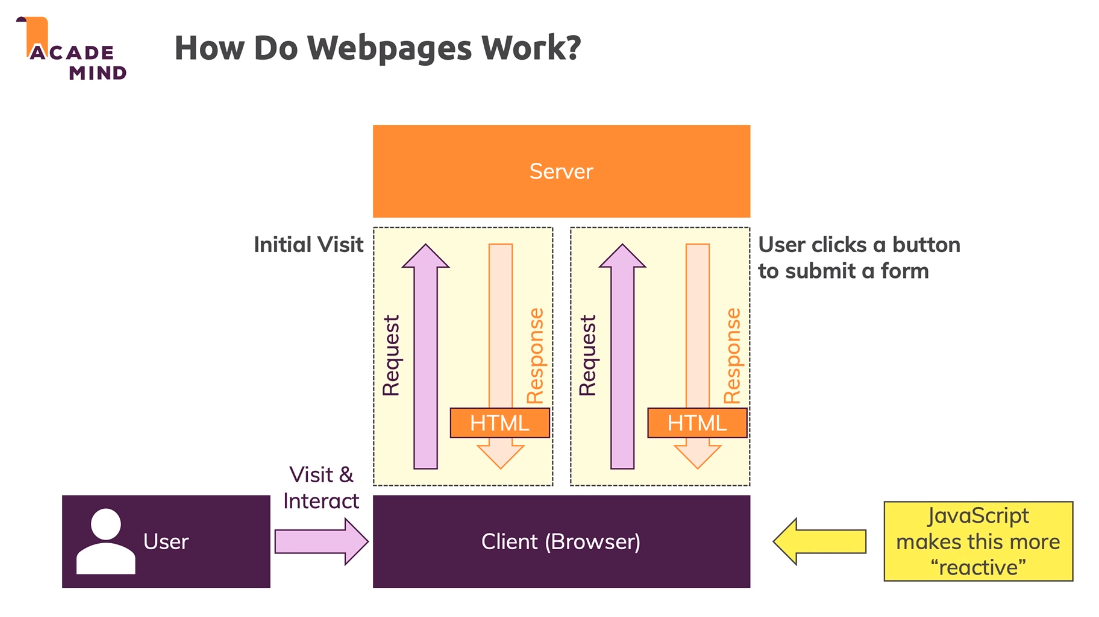 ACADE
MIND
How Do Webpages Work?
Server
Initial Visit
Request
Response
HTML
Request
Response
HTML
User clicks a button
to submit a form
Visit &
Interact
User
Client (Browser)
JavaScript
makes this more
“reactive”